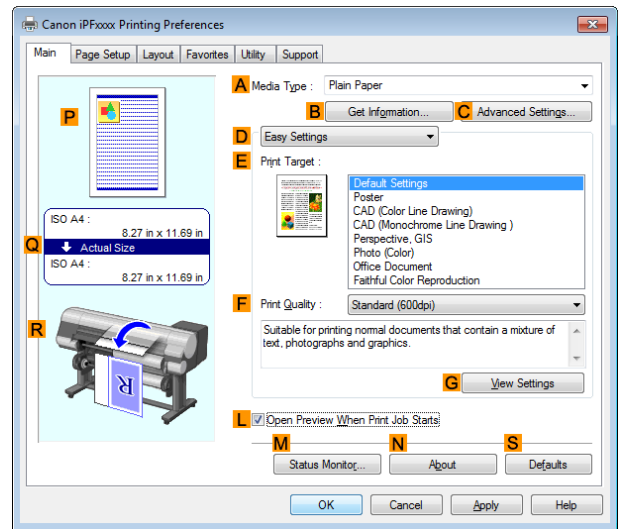 Canon iPFxxxx Printing Preferences
Main Page Setup Layout Favorites Utility Support
P
A Media Type : Plain Paper
B Get Information... C Advanced Settings...
D Easy Settings
E Print Target :
Default Settings
Poster
CAD (Color Line Drawing)
CAD (Monochrome Line Drawing )
Perspective, GIS
Photo (Color)
Office Document
Faithful Color Reproduction
ISO A4 :
8.27 in x 11.69 in
Q Actual Size
ISO A4 :
8.27 in x 11.69 in
R
R
F Print Quality : Standard (600dpi)
Suitable for printing normal documents that contain a mixture of
text, photographs and graphics.
G View Settings
L Open Preview When Print Job Starts
M N S
Status Monitor... About Defaults
OK Cancel Apply Help